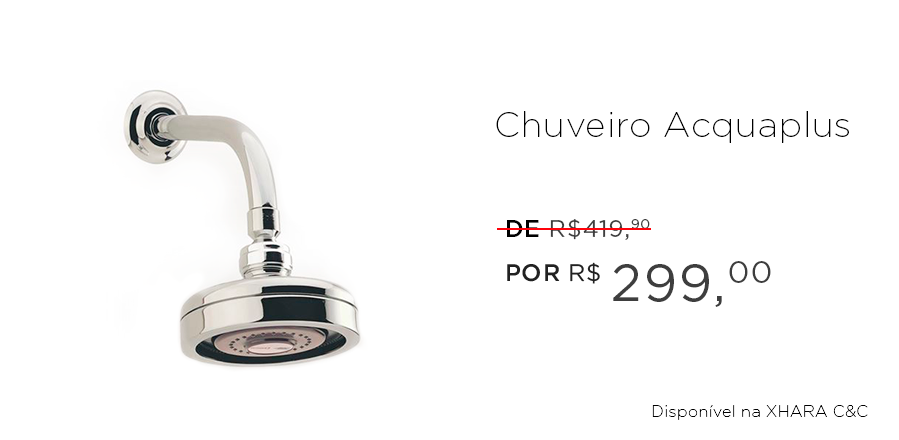 Chuveiro Acquaplus
DE R$419,90
POR R$ 299,00
Disponível na XHARA C&C